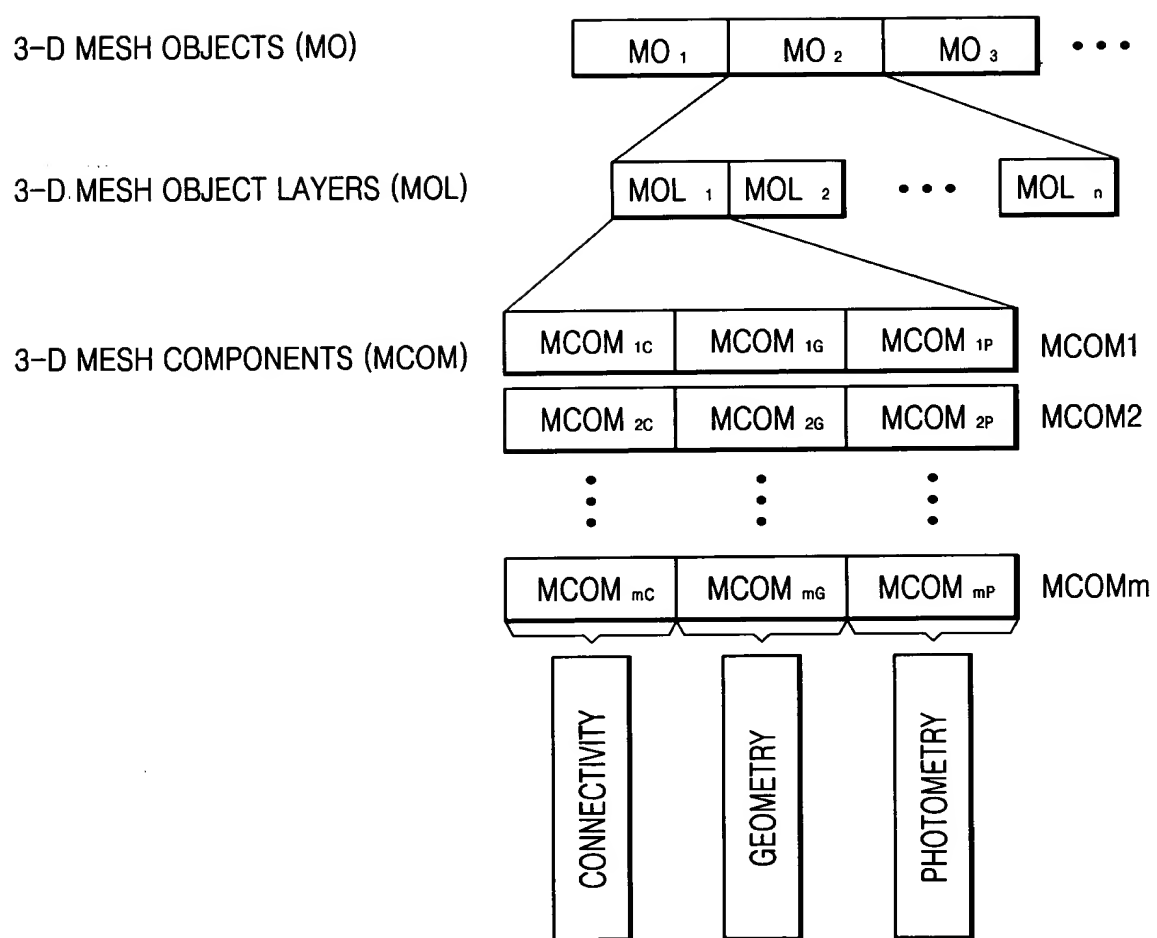 3-D MESH OBJECTS (MO)
MO 1 MO 2 MO 3 •••
3-D MESH OBJECT LAYERS (MOL)
MOL 1 MOL 2 ••• MOL n
3-D MESH COMPONENTS (MCOM)
MCOM 1C MCOM 1G MCOM 1P MCOM1
MCOM 2C MCOM 2G MCOM 2P MCOM2
MCOM mC MCOM mG MCOM mP MCOMm
CONNECTIVITY
GEOMETRY
PHOTOMETRY